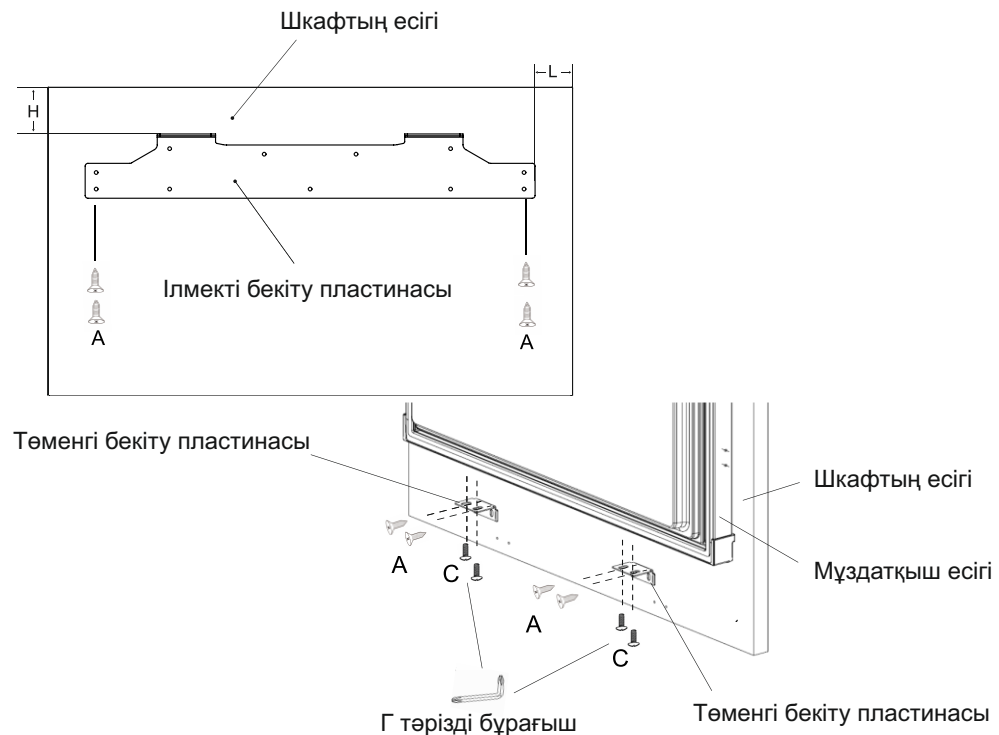 Шкафтың есігі
L
H
Ілмекті бекіту пластинасы
A
A
Төменгі бекіту пластинасы
Шкафтың есігі
A
C
Мұздатқыш есігі
A
C
Төменгі бекіту пластинасы
Г тәрізді бұрағыш